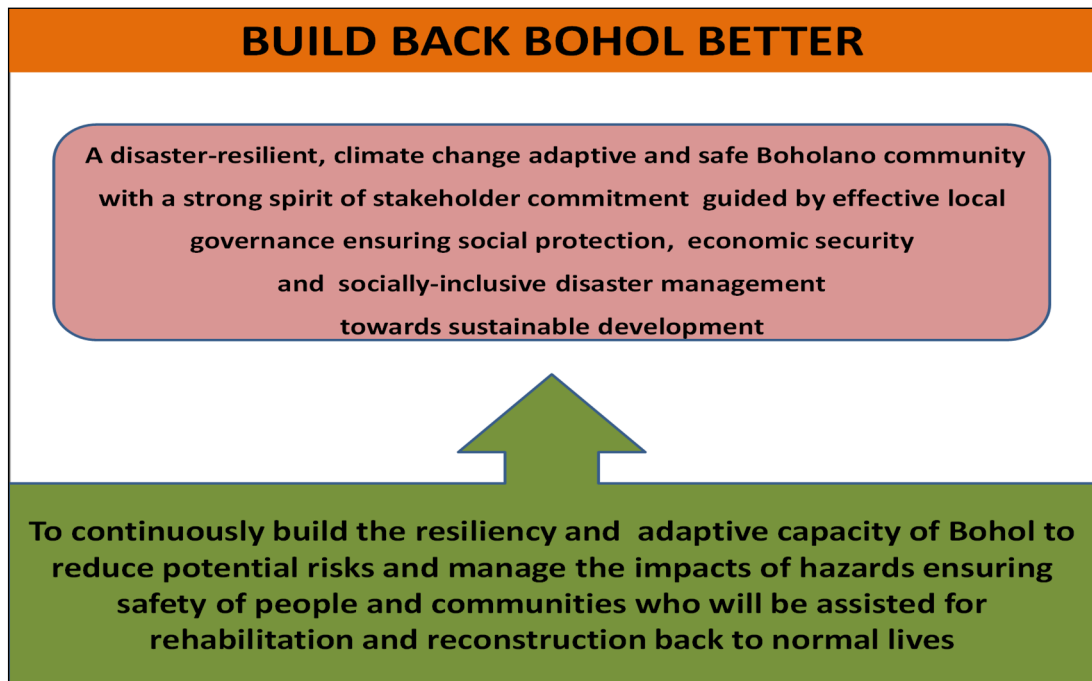 BUILD BACK BOHOL BETTER
A disaster-resilient, climate change adaptive and safe Boholano community
with a strong spirit of stakeholder commitment guided by effective local
governance ensuring social protection, economic security
and socially-inclusive disaster management
towards sustainable development
To continuously build the resiliency and adaptive capacity of Bohol to
reduce potential risks and manage the impacts of hazards ensuring
safety of people and communities who will be assisted for
rehabilitation and reconstruction back to normal lives